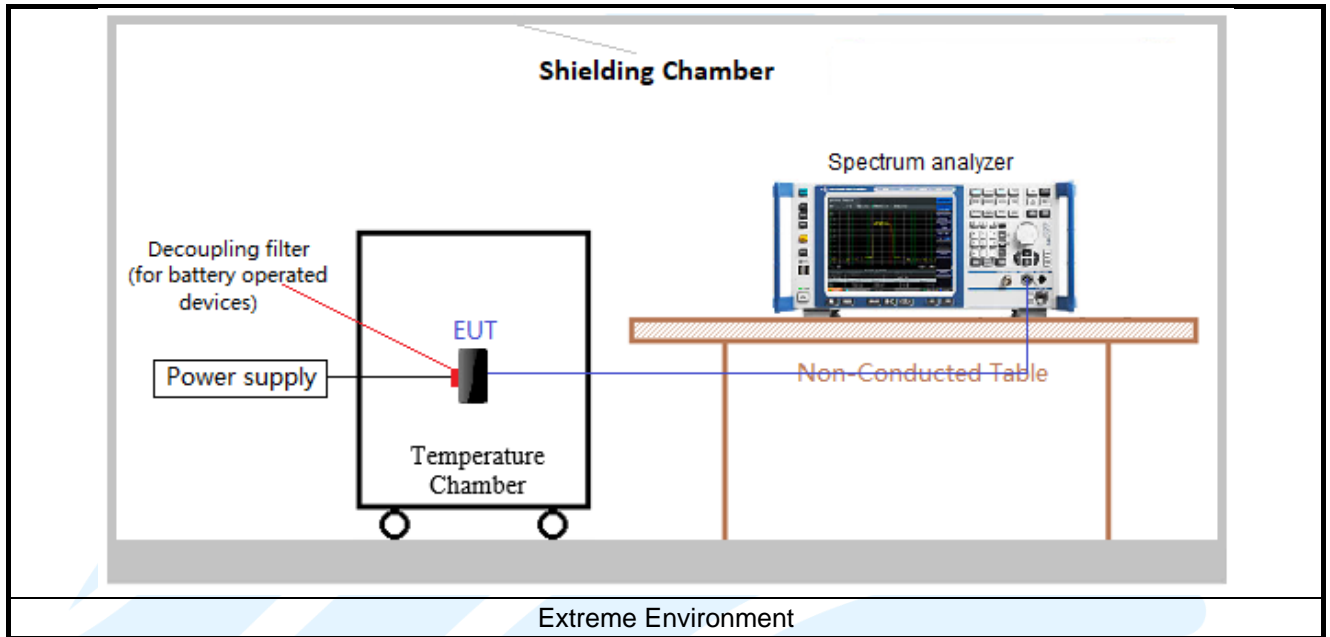 Shielding Chamber
Spectrum analyzer
Decoupling filter
(for battery operated
devices)
EUT
Power supply
Non-Conducted Table
Temperature
Chamber
Extreme Environment